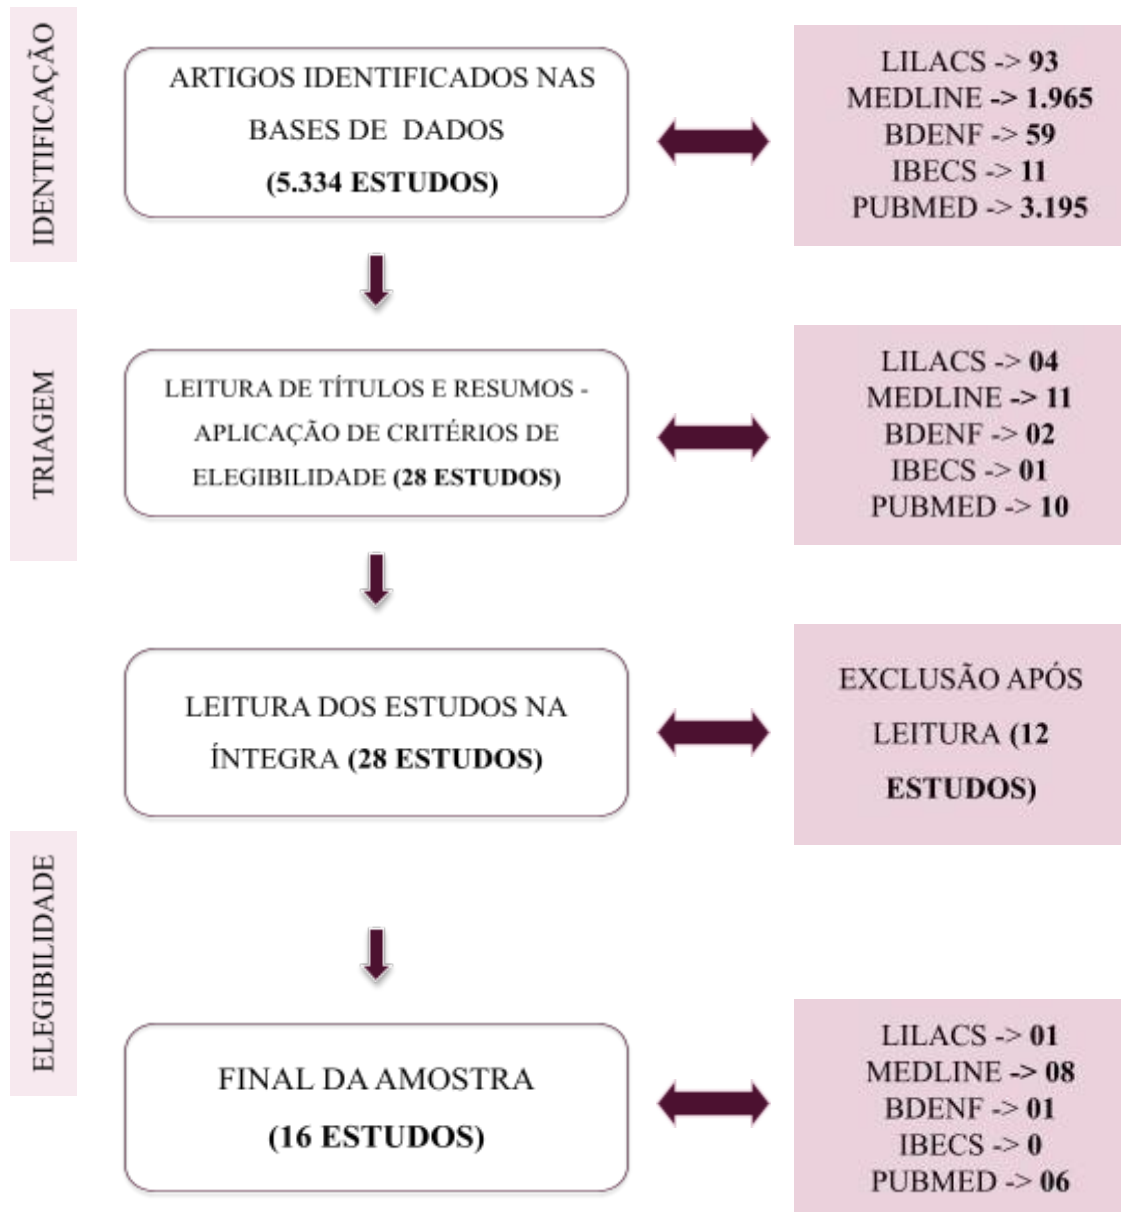 IDENTIFICAÇÃO
ARTIGOS IDENTIFICADOS NAS
BASES DE DADOS
(5.334 ESTUDOS)
LILACS -> 93
MEDLINE -> 1.965
BDENF -> 59
IBECS -> 11
PUBMED -> 3.195
TRIAGEM
LEITURA DE TÍTULOS E RESUMOS -
APLICAÇÃO DE CRITÉRIOS DE
ELEGIBILIDADE (28 ESTUDOS)
LILACS -> 04
MEDLINE -> 11
BDENF -> 02
IBECS -> 01
PUBMED -> 10
LEITURA DOS ESTUDOS NA
ÍNTEGRA (28 ESTUDOS)
EXCLUSÃO APÓS
LEITURA (12
ESTUDOS)
ELEGIBILIDADE
FINAL DA AMOSTRA
(16 ESTUDOS)
LILACS -> 01
MEDLINE -> 08
BDENF -> 01
IBECS -> 0
PUBMED -> 06